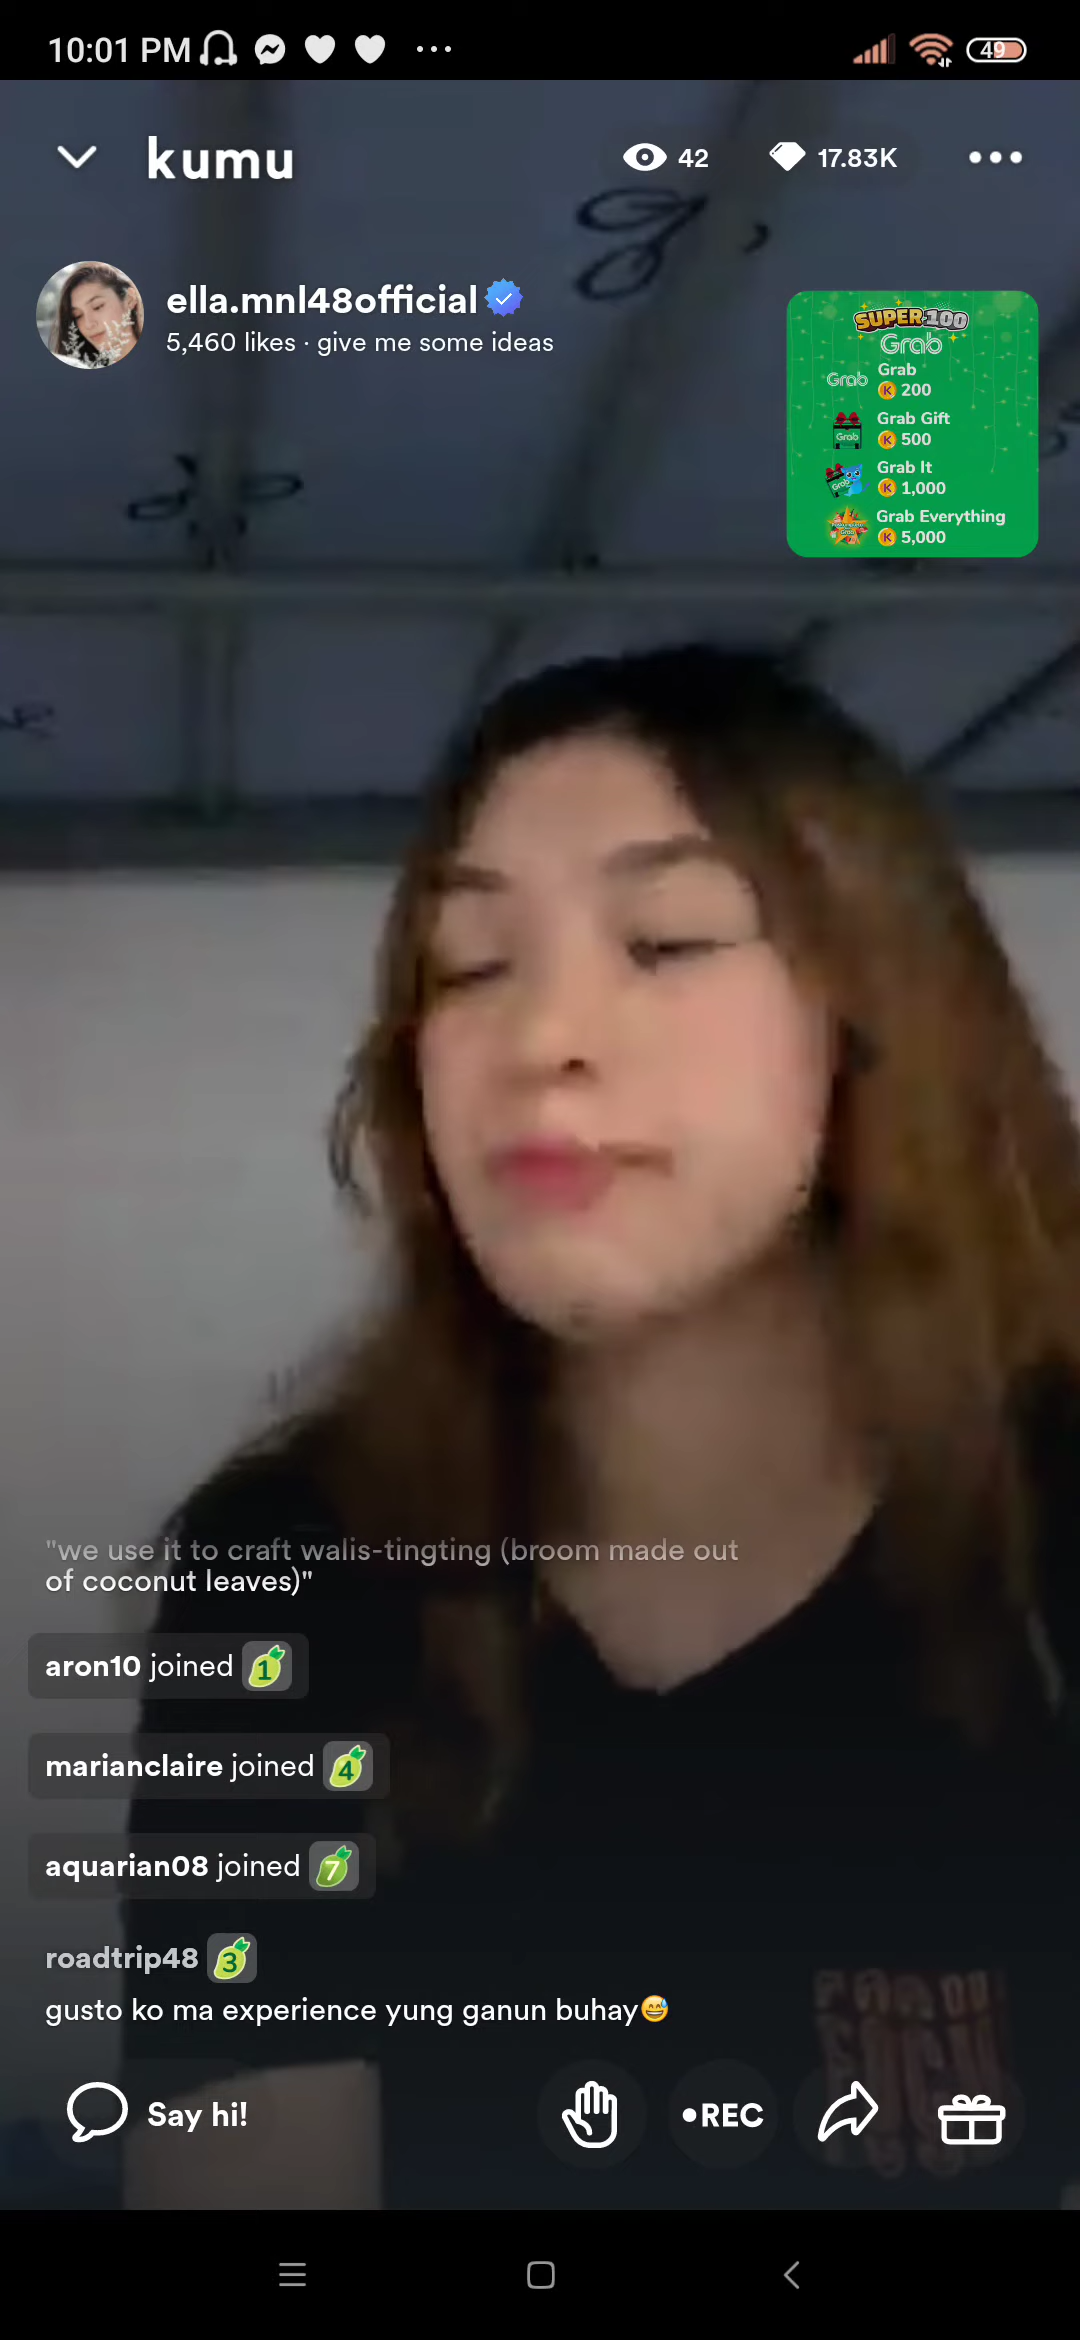 10:01 PM
49
kumu
42
17.83K
ella.mnl48official
5,460 likes · give me some ideas
SUPER 100
Grab
Grab
Grab
200
Grab
Grab Gift
500
Grab
Grab It
1,000
Grab Everything
5,000
"we use it to craft walis-tingting (broom made out
of coconut leaves)"
aron10 joined 1
marianclaire joined 4
aquarian08 joined 7
roadtrip48 3
gusto ko ma experience yung ganun buhay😅
Say hi!
•REC